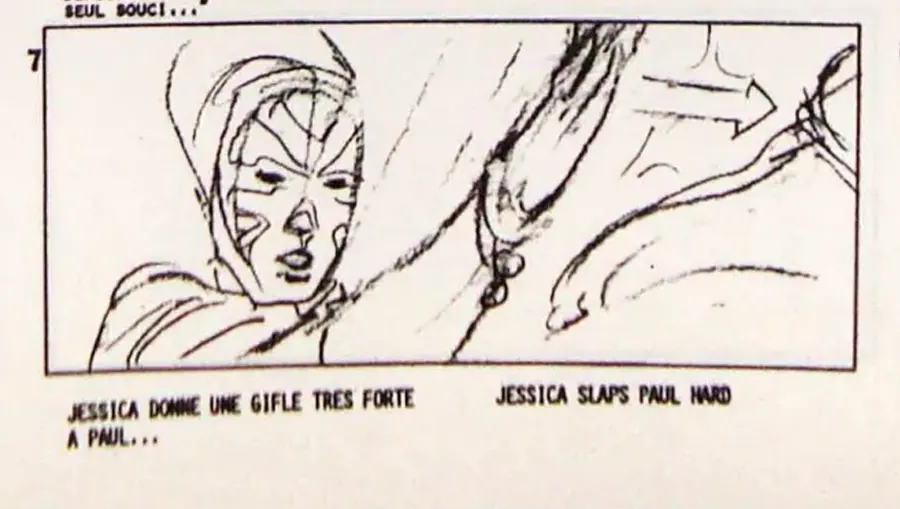 SEUL SOUCI...
7
JESSICA DONNE UNE GIFLE TRES FORTE
A PAUL...
JESSICA SLAPS PAUL HARD